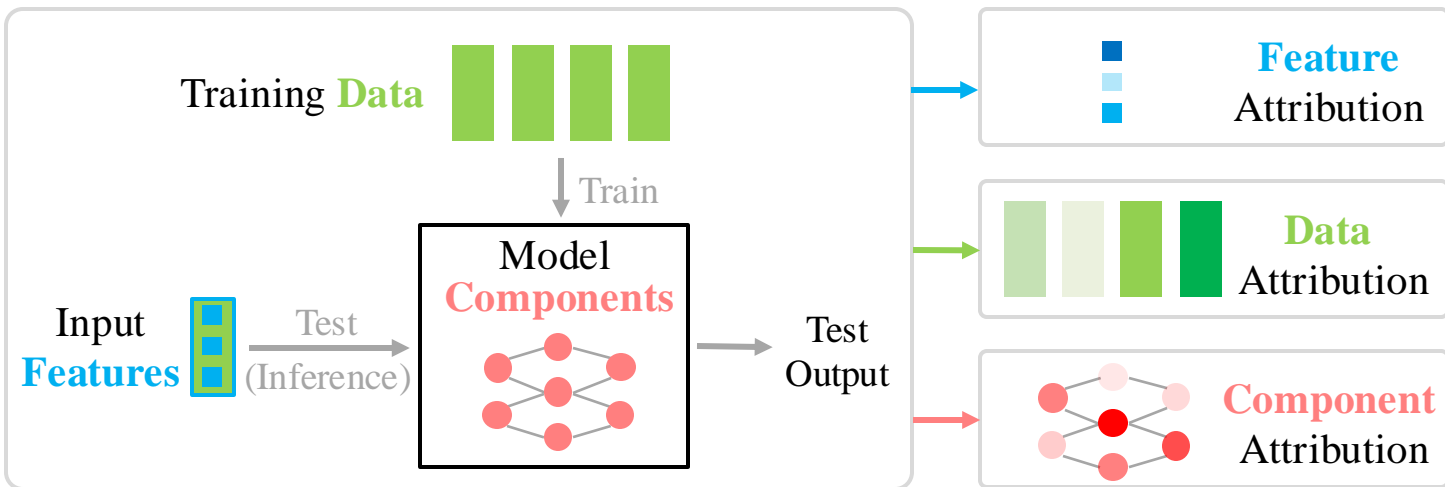 Training Data
Train
Model
Components
Input
Features
Test
(Inference)
Test
Output
Feature
Attribution
Data
Attribution
Component
Attribution